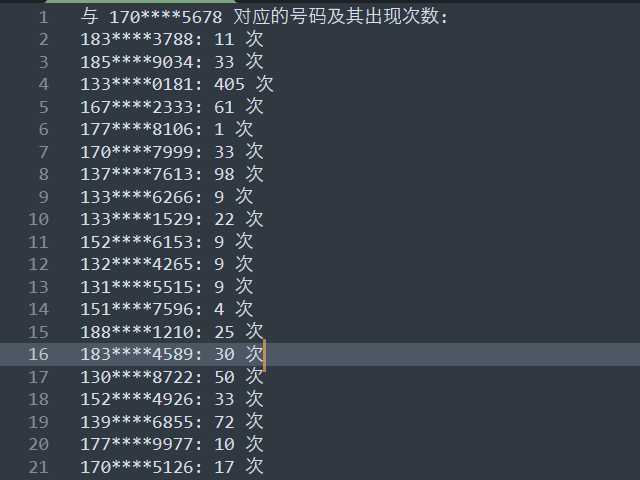 1 与 170****5678 对应的号码及其出现次数:
2 183****3788: 11 次
3 185****9034: 33 次
4 133****0181: 405 次
5 167****2333: 61 次
6 177****8106: 1 次
7 170****7999: 33 次
8 137****7613: 98 次
9 133****6266: 9 次
10 133****1529: 22 次
11 152****6153: 9 次
12 132****4265: 9 次
13 131****5515: 9 次
14 151****7596: 4 次
15 188****1210: 25 次
16 183****4589: 30 次
17 130****8722: 50 次
18 152****4926: 33 次
19 139****6855: 72 次
20 177****9977: 10 次
21 170****5126: 17 次